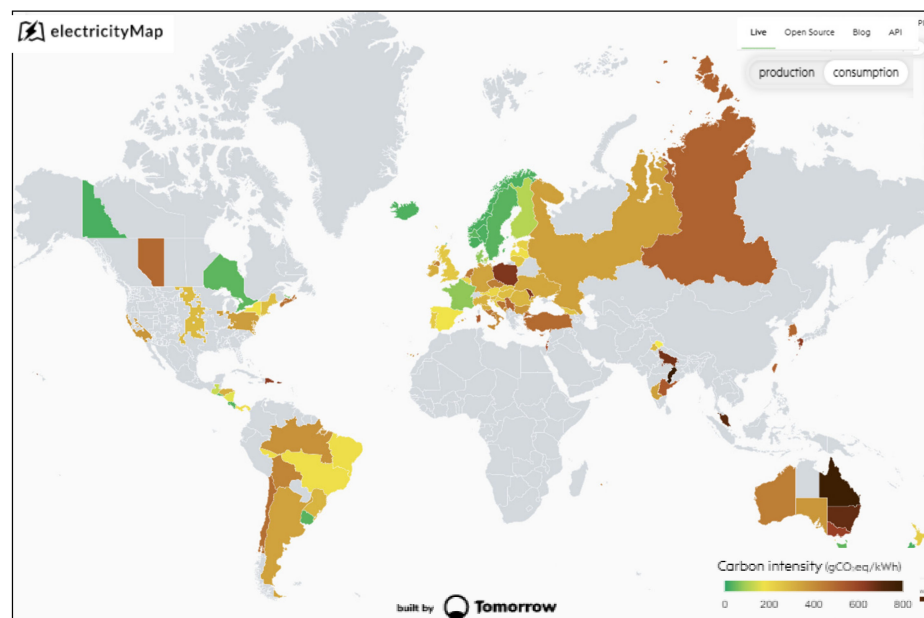 electricityMap
Live Open Source Blog API
production consumption
Carbon intensity (gCO₂eq/kWh)
0 200 400 600 800
built by Tomorrow